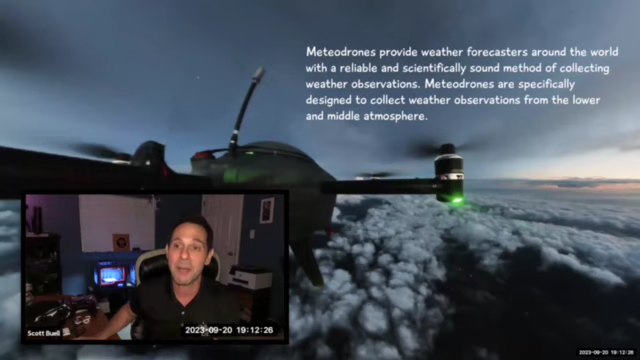 Meteodrones provide weather forecasters around the world
with a reliable and scientifically sound method of collecting
weather observations. Meteodrones are specifically
designed to collect weather observations from the lower
and middle atmosphere.
Scott Buell
2023-09-20 19:12:26
2023-09-20 19:12:26